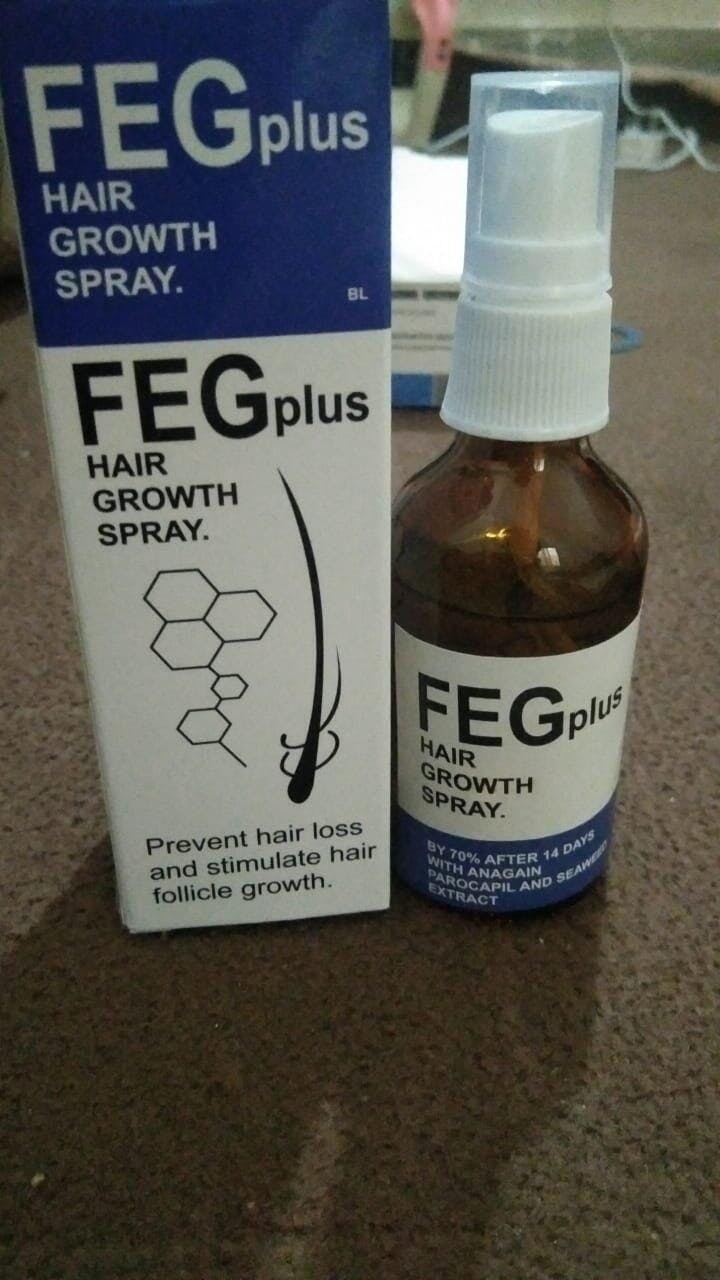 FEGplus
HAIR
GROWTH
SPRAY.
BL
FEGplus
HAIR
GROWTH
SPRAY.
Prevent hair loss
and stimulate hair
follicle growth.
FEGplus
HAIR
GROWTH
SPRAY.
BY 70% AFTER 14 DAYS
WITH ANAGAIN
PAROCAPIL AND SEAWEED
EXTRACT